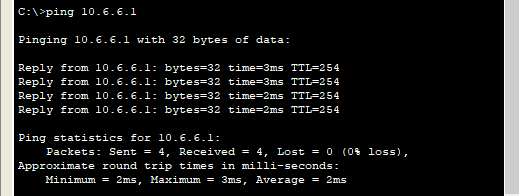 C:\>ping 10.6.6.1
Pinging 10.6.6.1 with 32 bytes of data:
Reply from 10.6.6.1: bytes=32 time=3ms TTL=254
Reply from 10.6.6.1: bytes=32 time=3ms TTL=254
Reply from 10.6.6.1: bytes=32 time=2ms TTL=254
Reply from 10.6.6.1: bytes=32 time=2ms TTL=254
Ping statistics for 10.6.6.1:
    Packets: Sent = 4, Received = 4, Lost = 0 (0% loss),
Approximate round trip times in milli-seconds:
    Minimum = 2ms, Maximum = 3ms, Average = 2ms